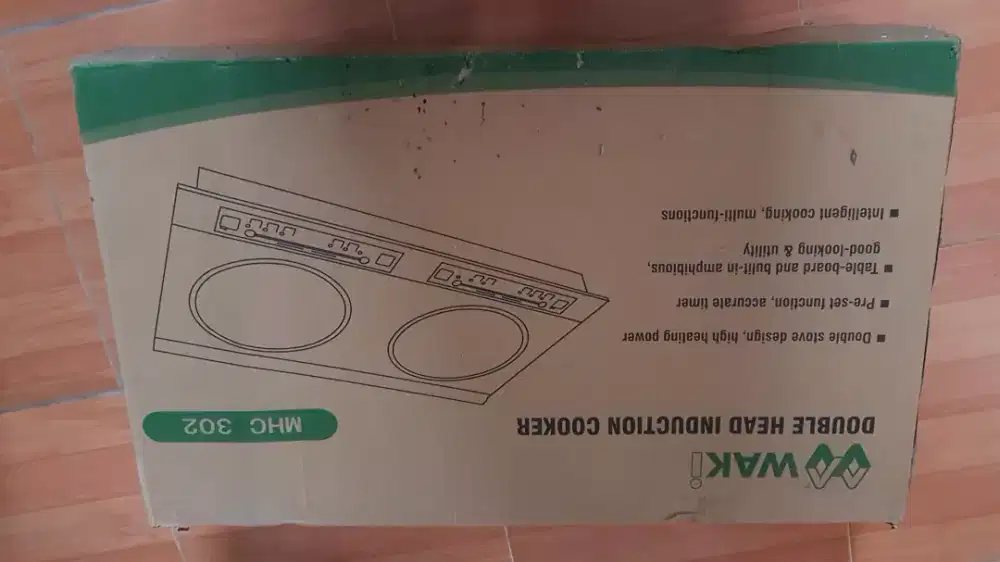 WAKi
DOUBLE HEAD INDUCTION COOKER
MHC 302
■ Double stove design, high heating power
■ Pre-set function, accurate timer
■ Table-board and built-in amphibious,
good-looking & utility
■ Intelligent cooking, multi-functions